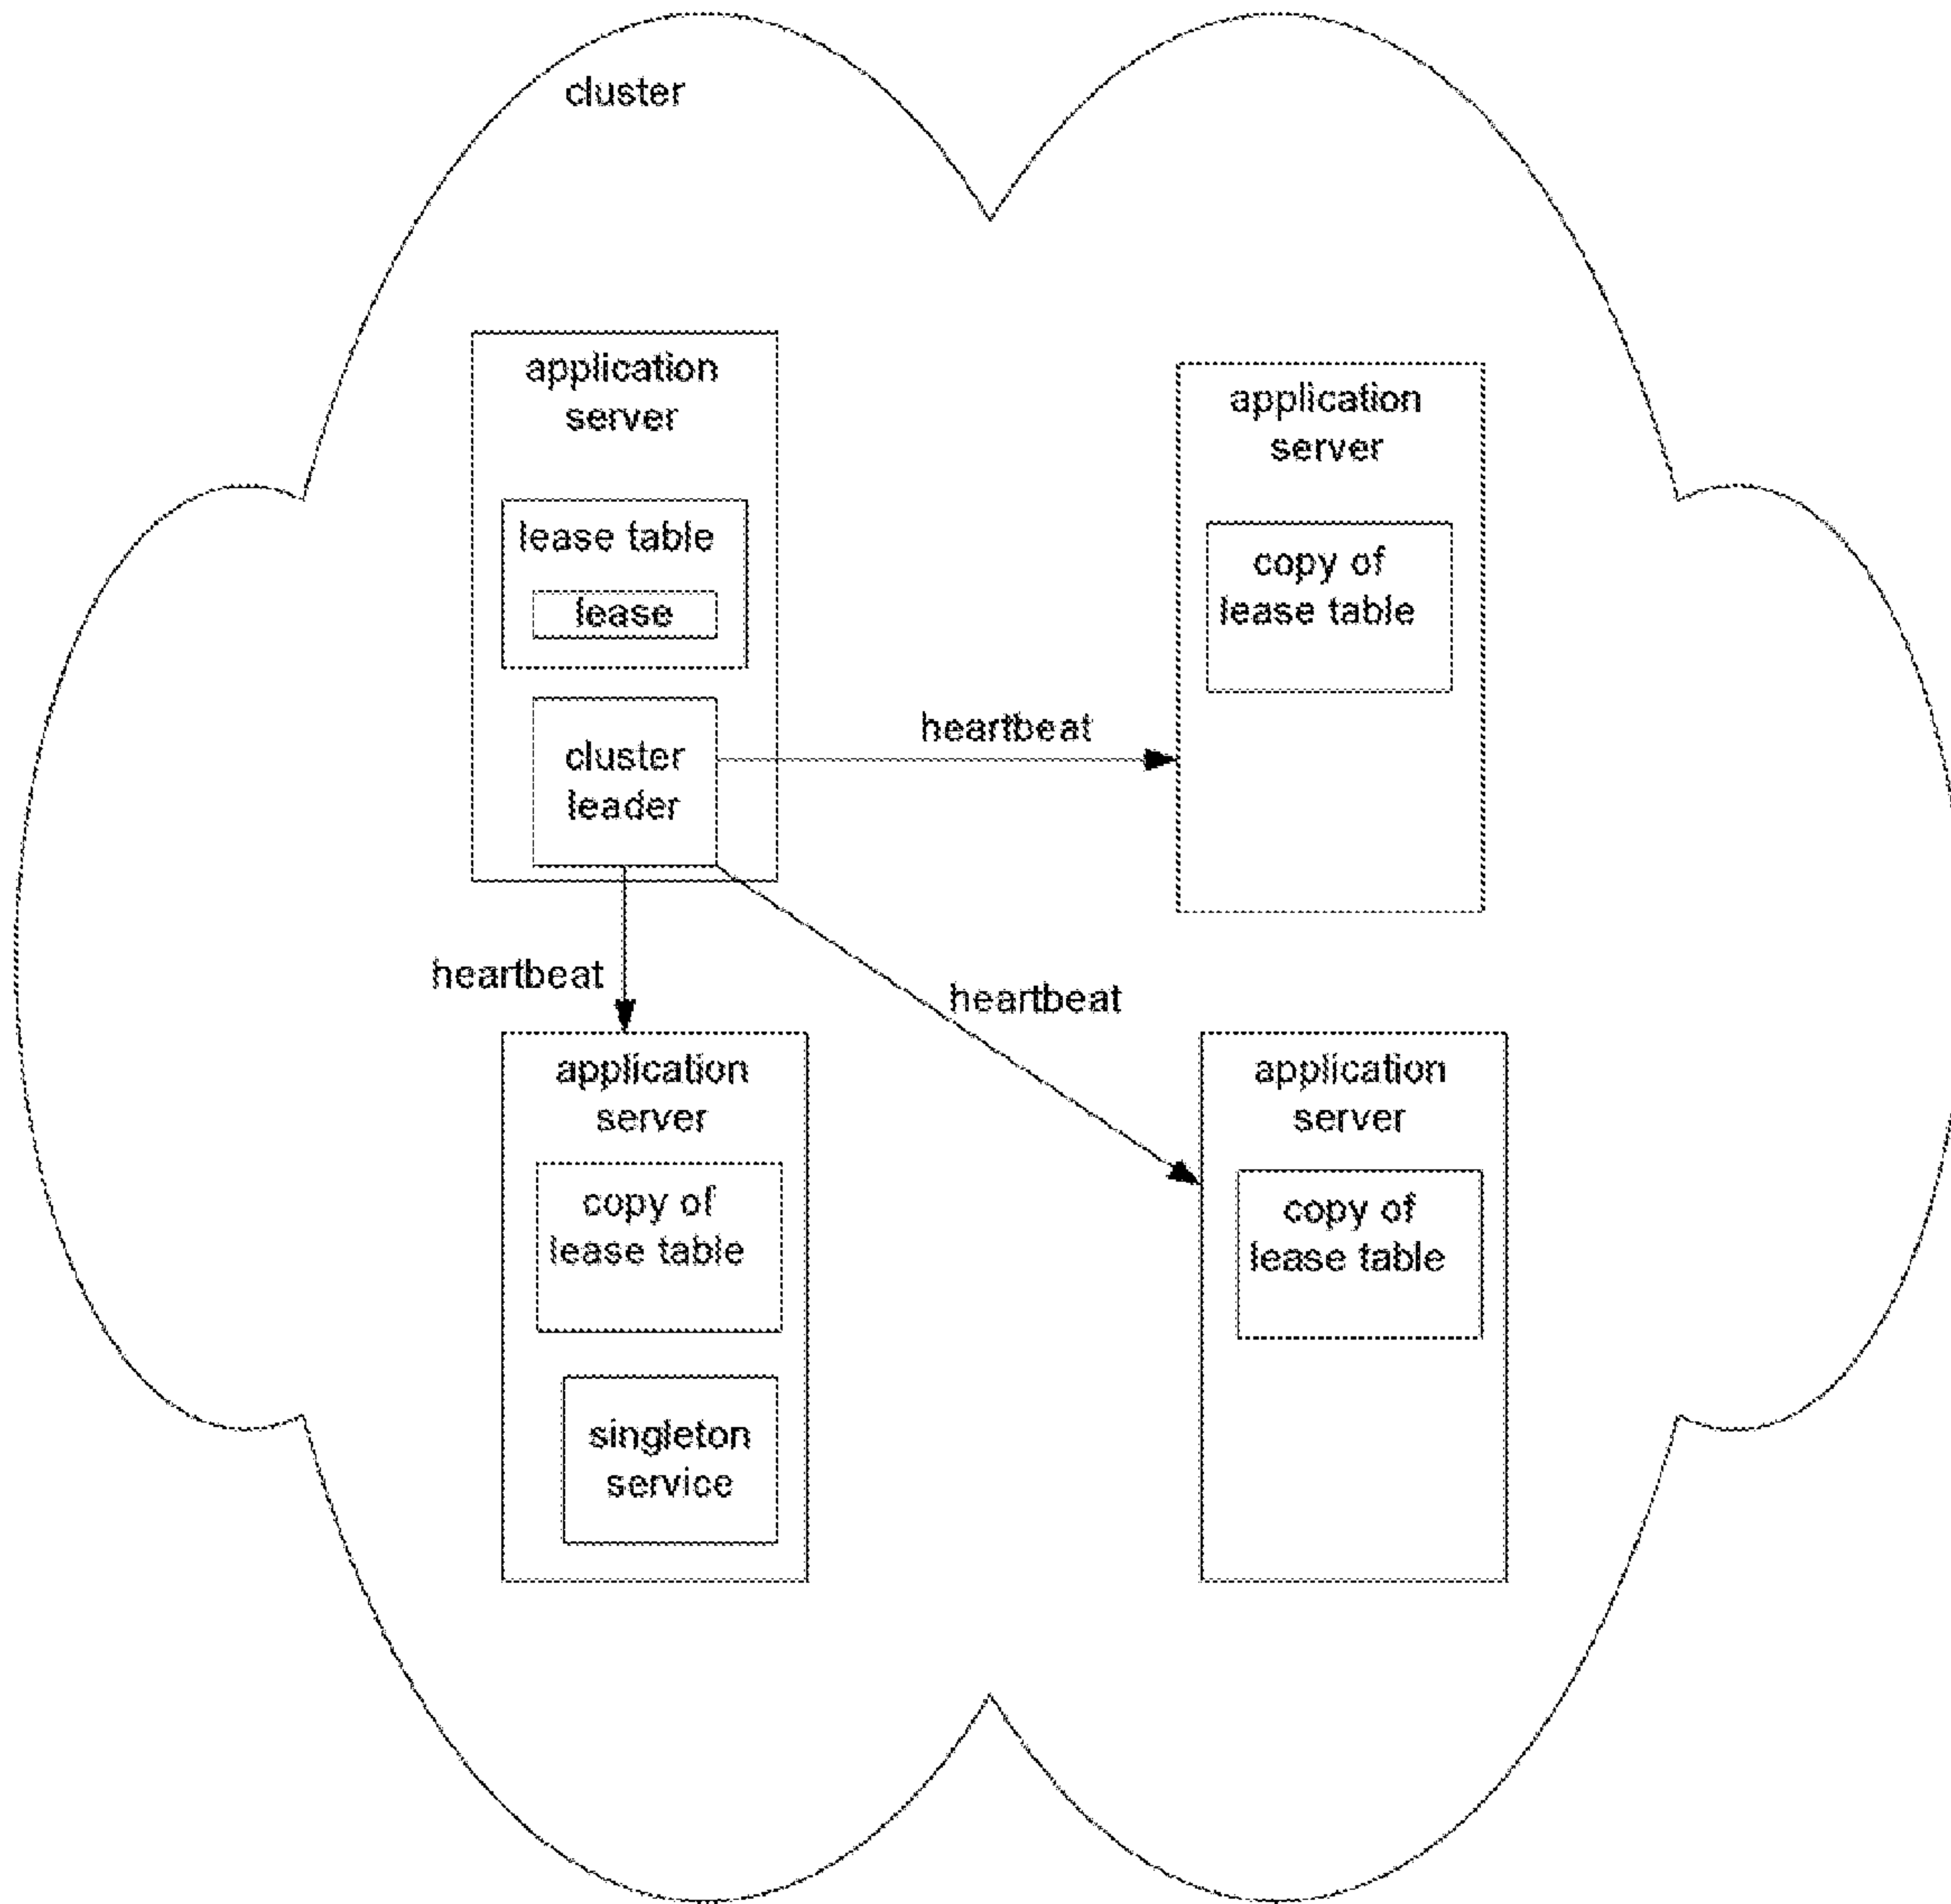 cluster
application
server
lease table
lease
cluster
leader
heartbeat
application
server
copy of
lease table
heartbeat
heartbeat
application
server
copy of
lease table
singleton
service
application
server
copy of
lease table